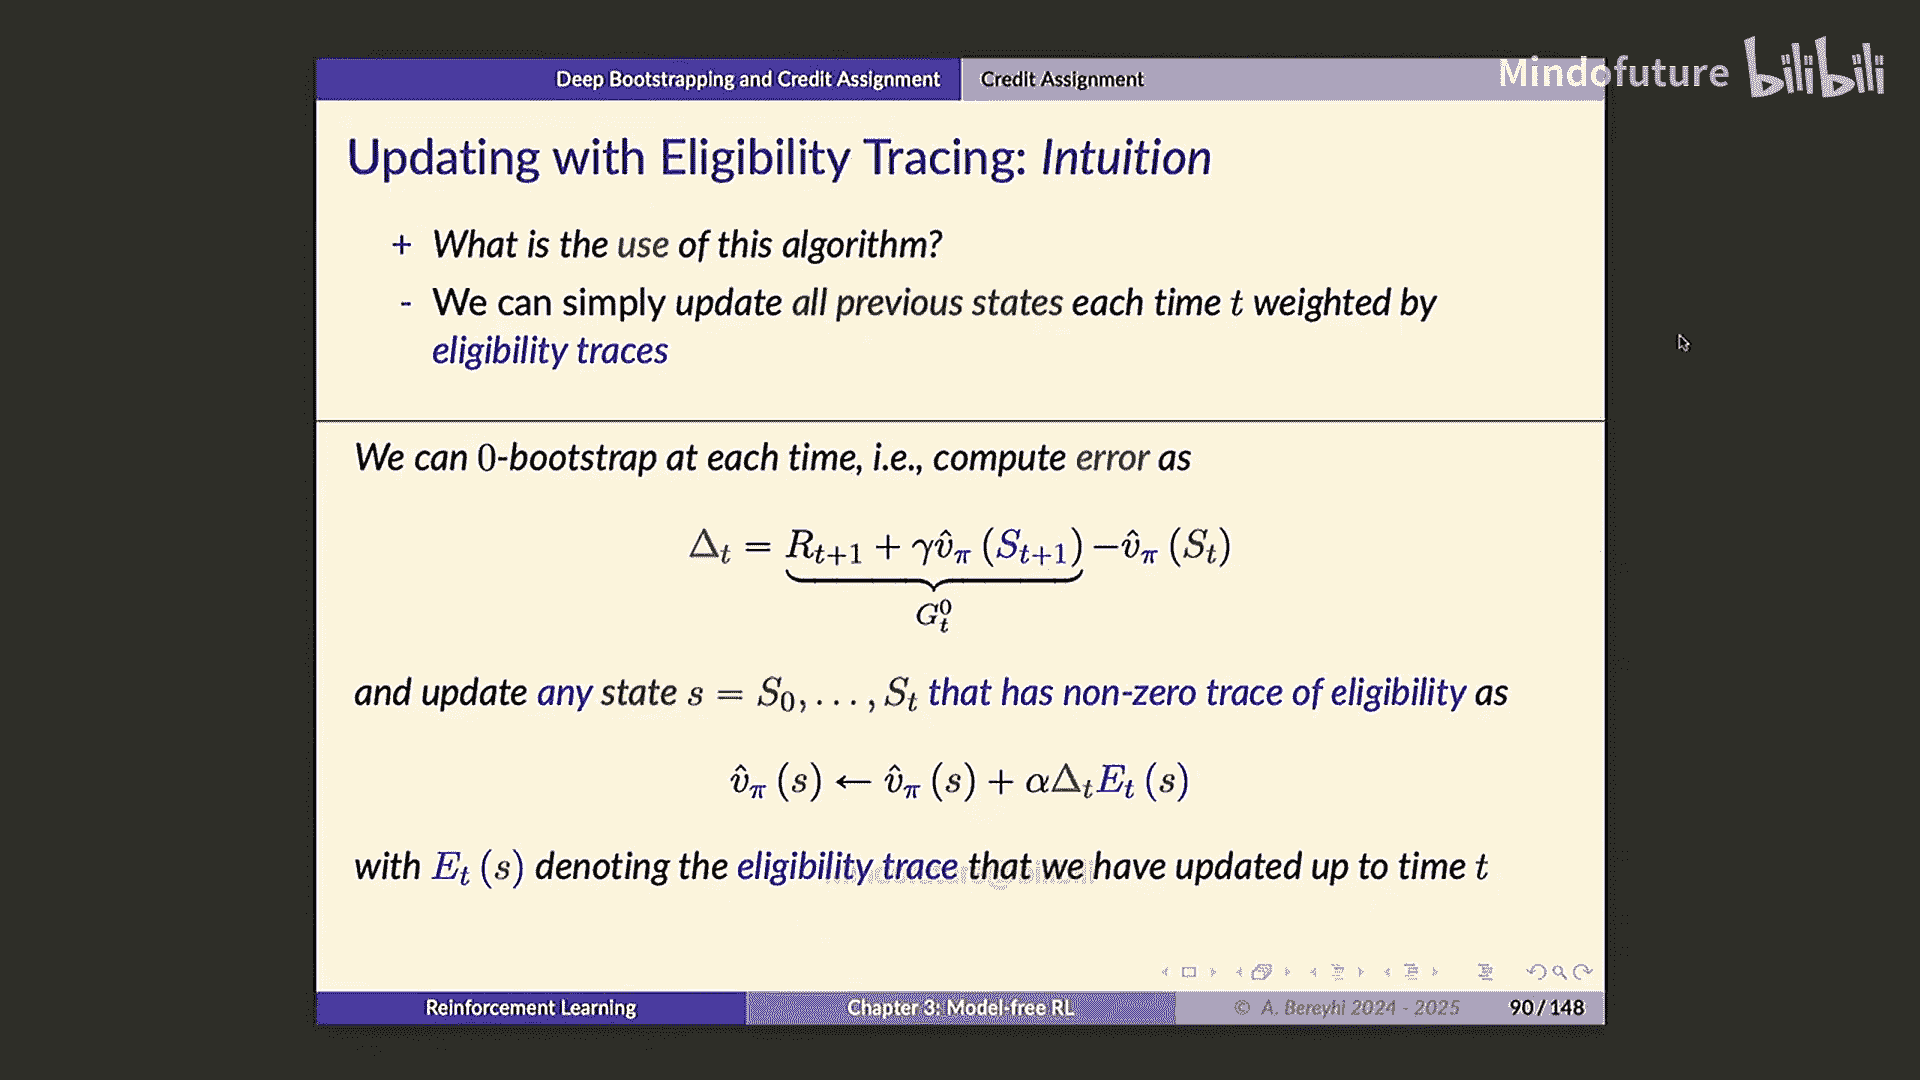 Mindofuture bilibili
Deep Bootstrapping and Credit Assignment Credit Assignment
Updating with Eligibility Tracing: Intuition
+ What is the use of this algorithm?
- We can simply update all previous states each time t weighted by
eligibility traces
We can 0-bootstrap at each time, i.e., compute error as
Δ_t = R_{t+1} + γv̂_π (S_{t+1}) −v̂_π (S_t)
G_t^0
and update any state s = S_0, . . . , S_t that has non-zero trace of eligibility as
v̂_π (s) ← v̂_π (s) + αΔ_tE_t (s)
with E_t (s) denoting the eligibility trace that we have updated up to time t
Reinforcement Learning Chapter 3: Model-free RL © A. Bereyhi 2024 - 2025 90 / 148